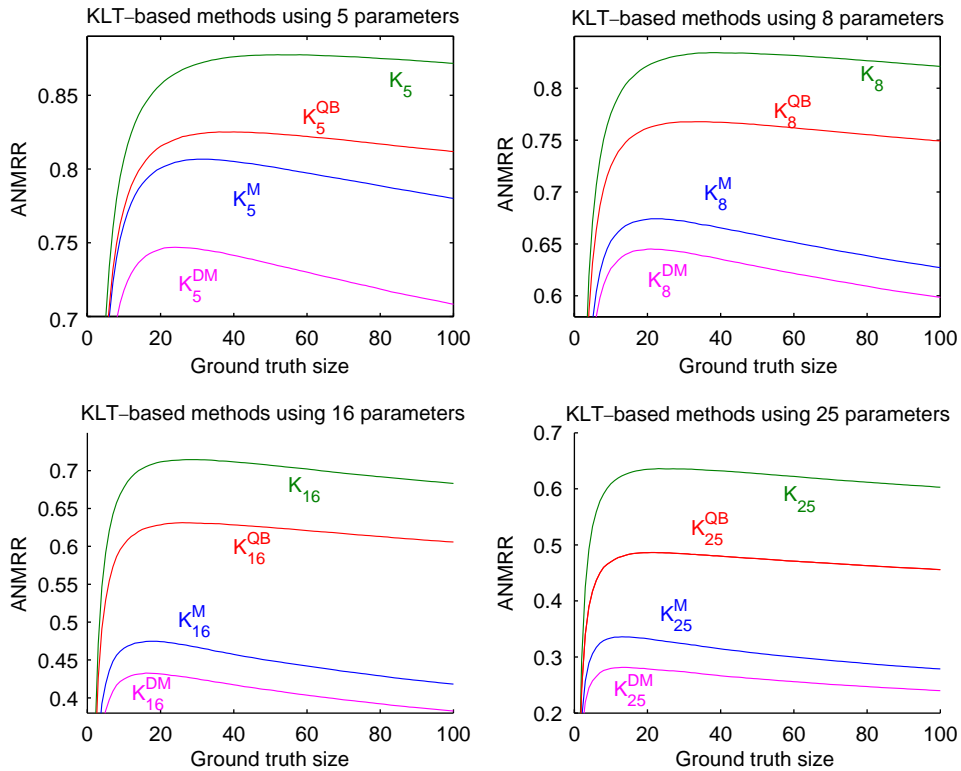 KLT–based methods using 5 parameters
ANMRR
0.85
0.8
0.75
0.7
K5
K5QB
K5M
K5DM
0 20 40 60 80 100
Ground truth size
KLT–based methods using 8 parameters
ANMRR
0.8
0.75
0.7
0.65
0.6
K8
K8QB
K8M
K8DM
0 20 40 60 80 100
Ground truth size
KLT–based methods using 16 parameters
ANMRR
0.7
0.65
0.6
0.55
0.5
0.45
0.4
K16
K16QB
K16M
K16DM
0 20 40 60 80 100
Ground truth size
KLT–based methods using 25 parameters
ANMRR
0.7
0.6
0.5
0.4
0.3
0.2
K25
K25QB
K25M
K25DM
0 20 40 60 80 100
Ground truth size